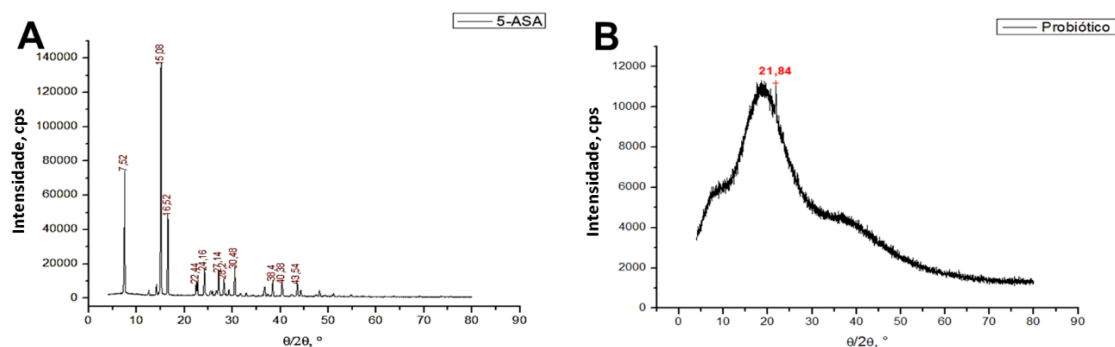 A
5-ASA
Intensidade, cps
140000
120000
100000
80000
60000
40000
20000
0
7,52
15,08
16,52
22,44
24,16
27,14
28,2
30,48
38,4
40,38
43,54
0 10 20 30 40 50 60 70 80 90
θ/2θ, °
B
Probiótico
Intensidade, cps
12000
10000
8000
6000
4000
2000
0
21,84
0 10 20 30 40 50 60 70 80 90
θ/2θ, °